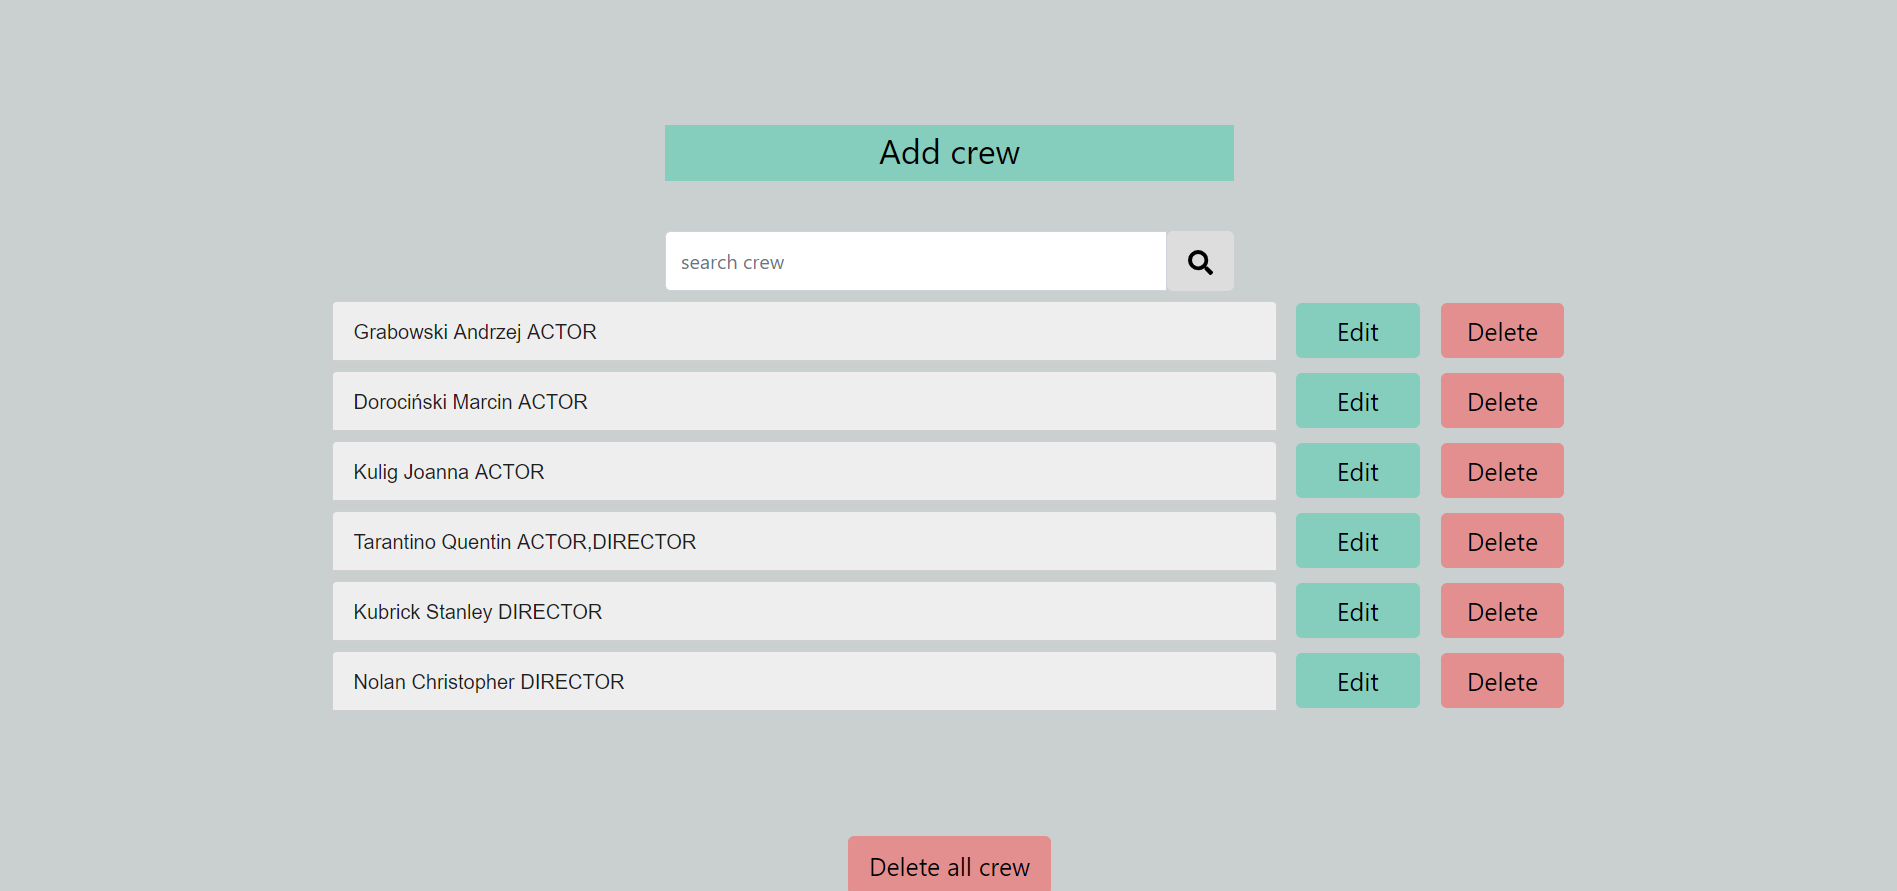 Add crew
search crew
Grabowski Andrzej ACTOR Edit Delete
Dorociński Marcin ACTOR Edit Delete
Kulig Joanna ACTOR Edit Delete
Tarantino Quentin ACTOR,DIRECTOR Edit Delete
Kubrick Stanley DIRECTOR Edit Delete
Nolan Christopher DIRECTOR Edit Delete
Delete all crew